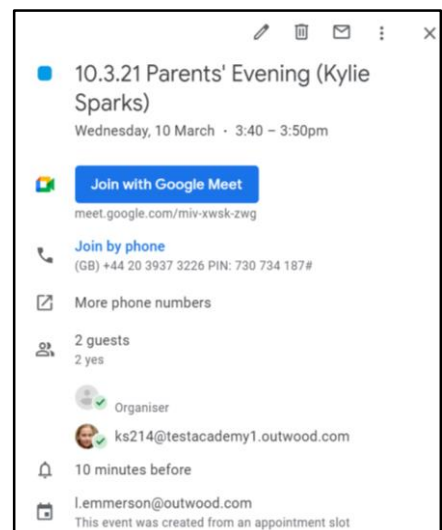 10.3.21 Parents' Evening (Kylie
Sparks)
Wednesday, 10 March · 3:40 – 3:50pm
Join with Google Meet
meet.google.com/miv-xwsk-zwg
Join by phone
(GB) +44 20 3937 3226 PIN: 730 734 187#
More phone numbers
2 guests
2 yes
Organiser
ks214@testacademy1.outwood.com
10 minutes before
l.emmerson@outwood.com
This event was created from an appointment slot